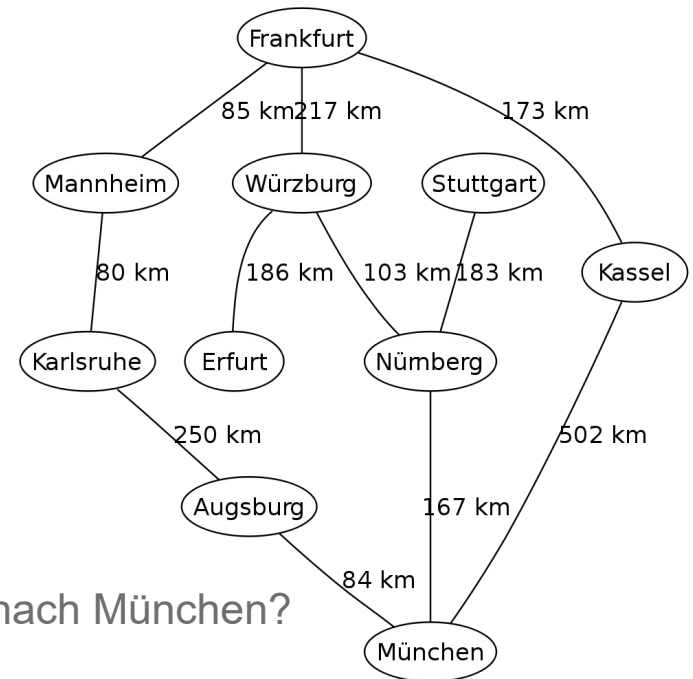 Frankfurt
85 km
217 km
173 km
Mannheim
Würzburg
Stuttgart
80 km
186 km
103 km
183 km
Kassel
Karlsruhe
Erfurt
Nürnberg
250 km
502 km
Augsburg
167 km
84 km
nach München?
München